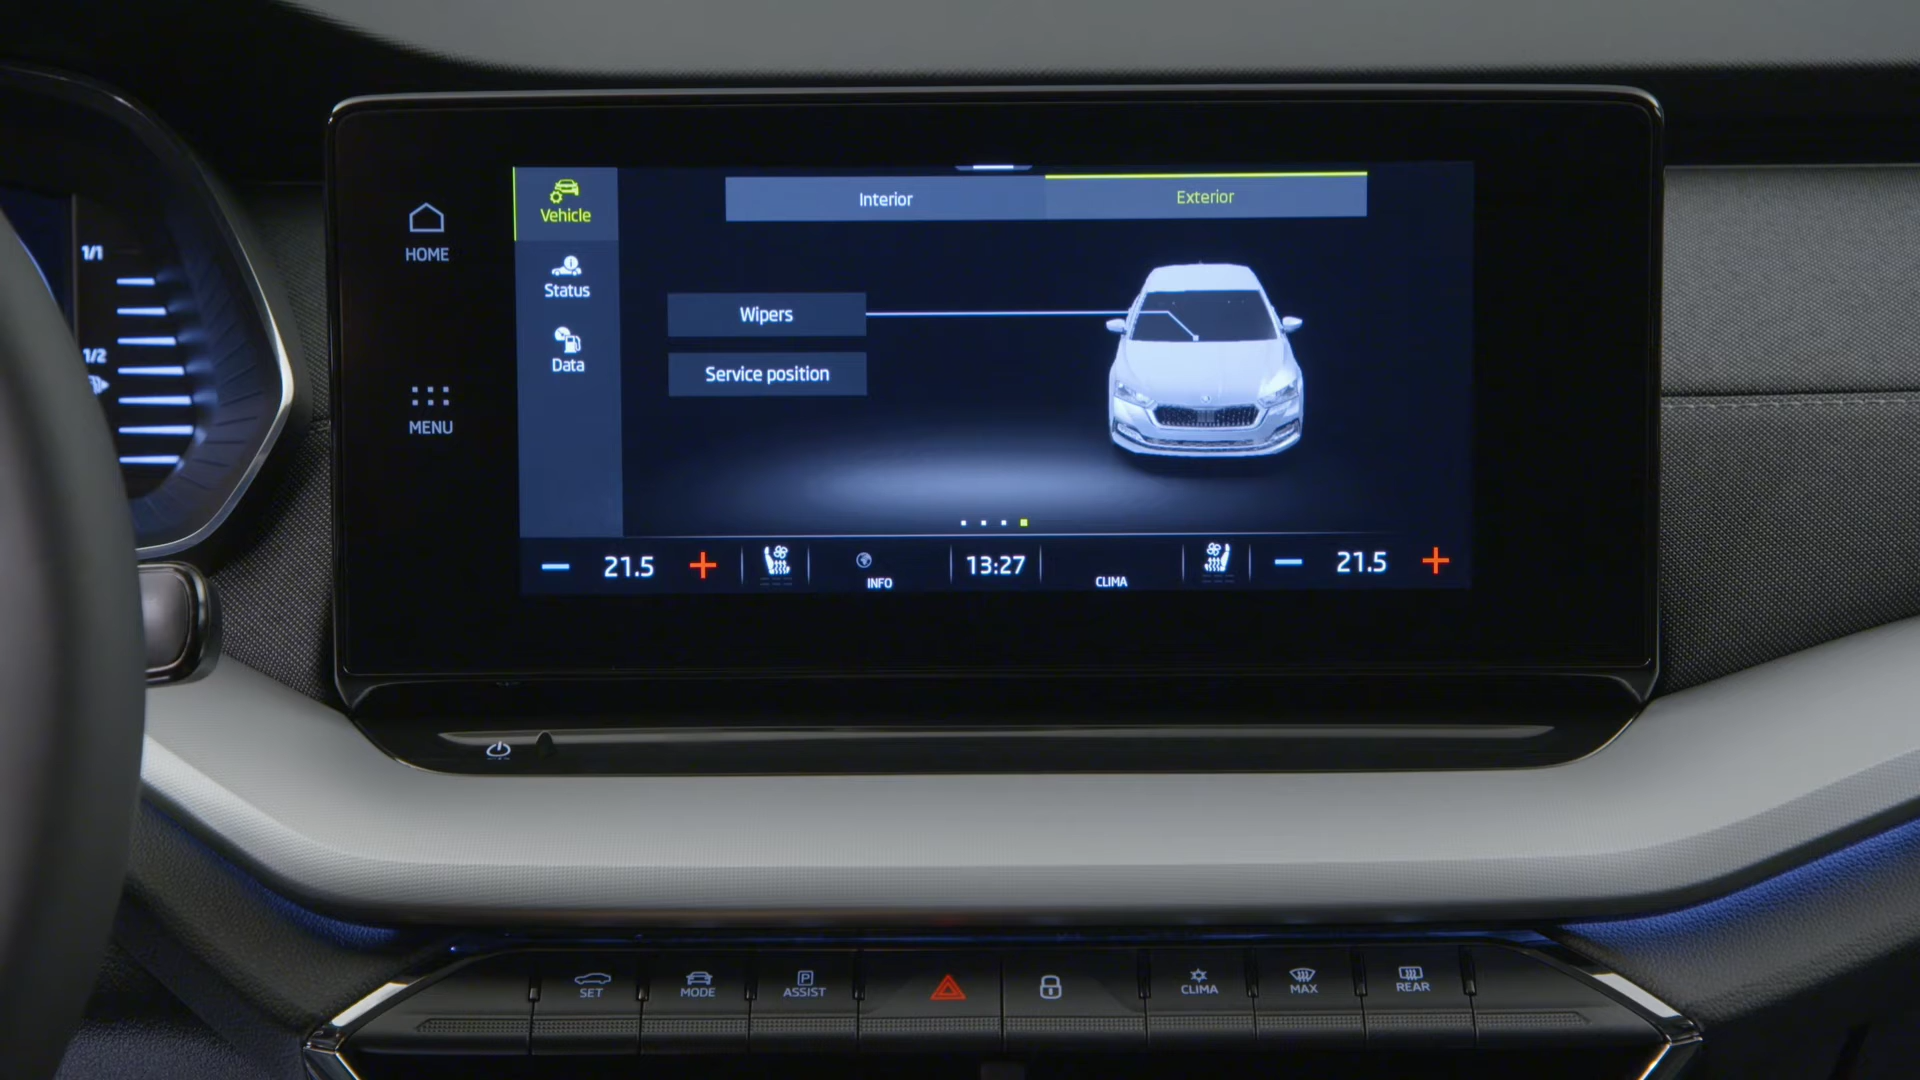 1/1
1/2
HOME
MENU
Vehicle
Status
Data
Interior
Exterior
Wipers
Service position
21.5
INFO
13:27
CLIMA
21.5
SET
MODE
P
ASSIST
CLIMA
MAX
REAR